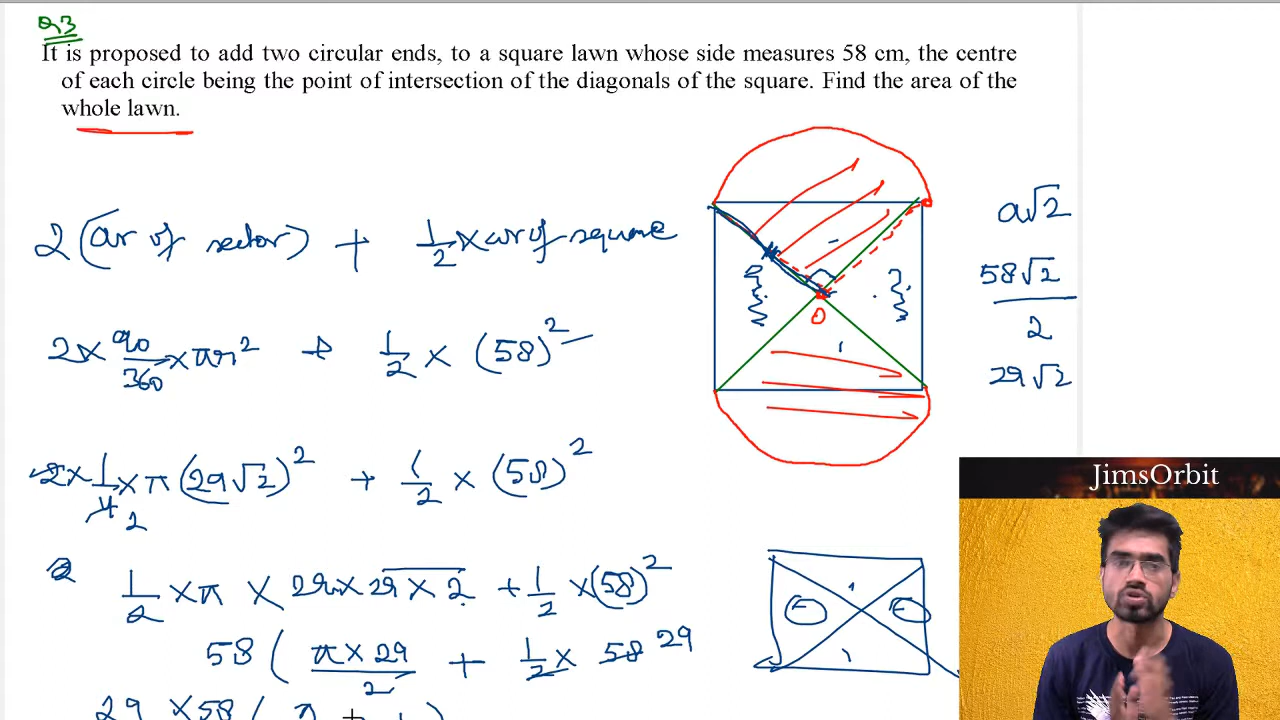 Q3
It is proposed to add two circular ends, to a square lawn whose side measures 58 cm, the centre
of each circle being the point of intersection of the diagonals of the square. Find the area of the
whole lawn.
2 (ar of sector) + 1/2 × ar of square
2 × 90/360 × πr² + 1/2 × (58)²
2 × 1/4 × π (29√2)² + 1/2 × (58)²
2
1/2 × π × 29 × 29 × 2 + 1/2 × (58)²
58 ( π × 29/2 + 1/2 × 58 29
29 × 58 (
O
a√2
58√2
2
29√2
JimsOrbit